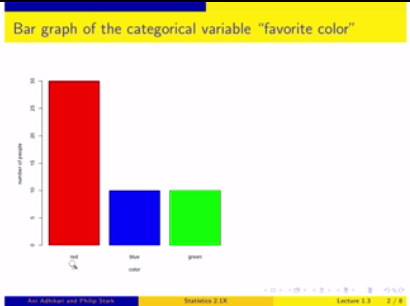 Bar graph of the categorical variable “favorite color”
number of people
30
25
20
15
10
5
0
red
blue
green
color
Ani Adhikari and Philip Stark
Statistics 2.1X
Lecture 1.3
2 / 8